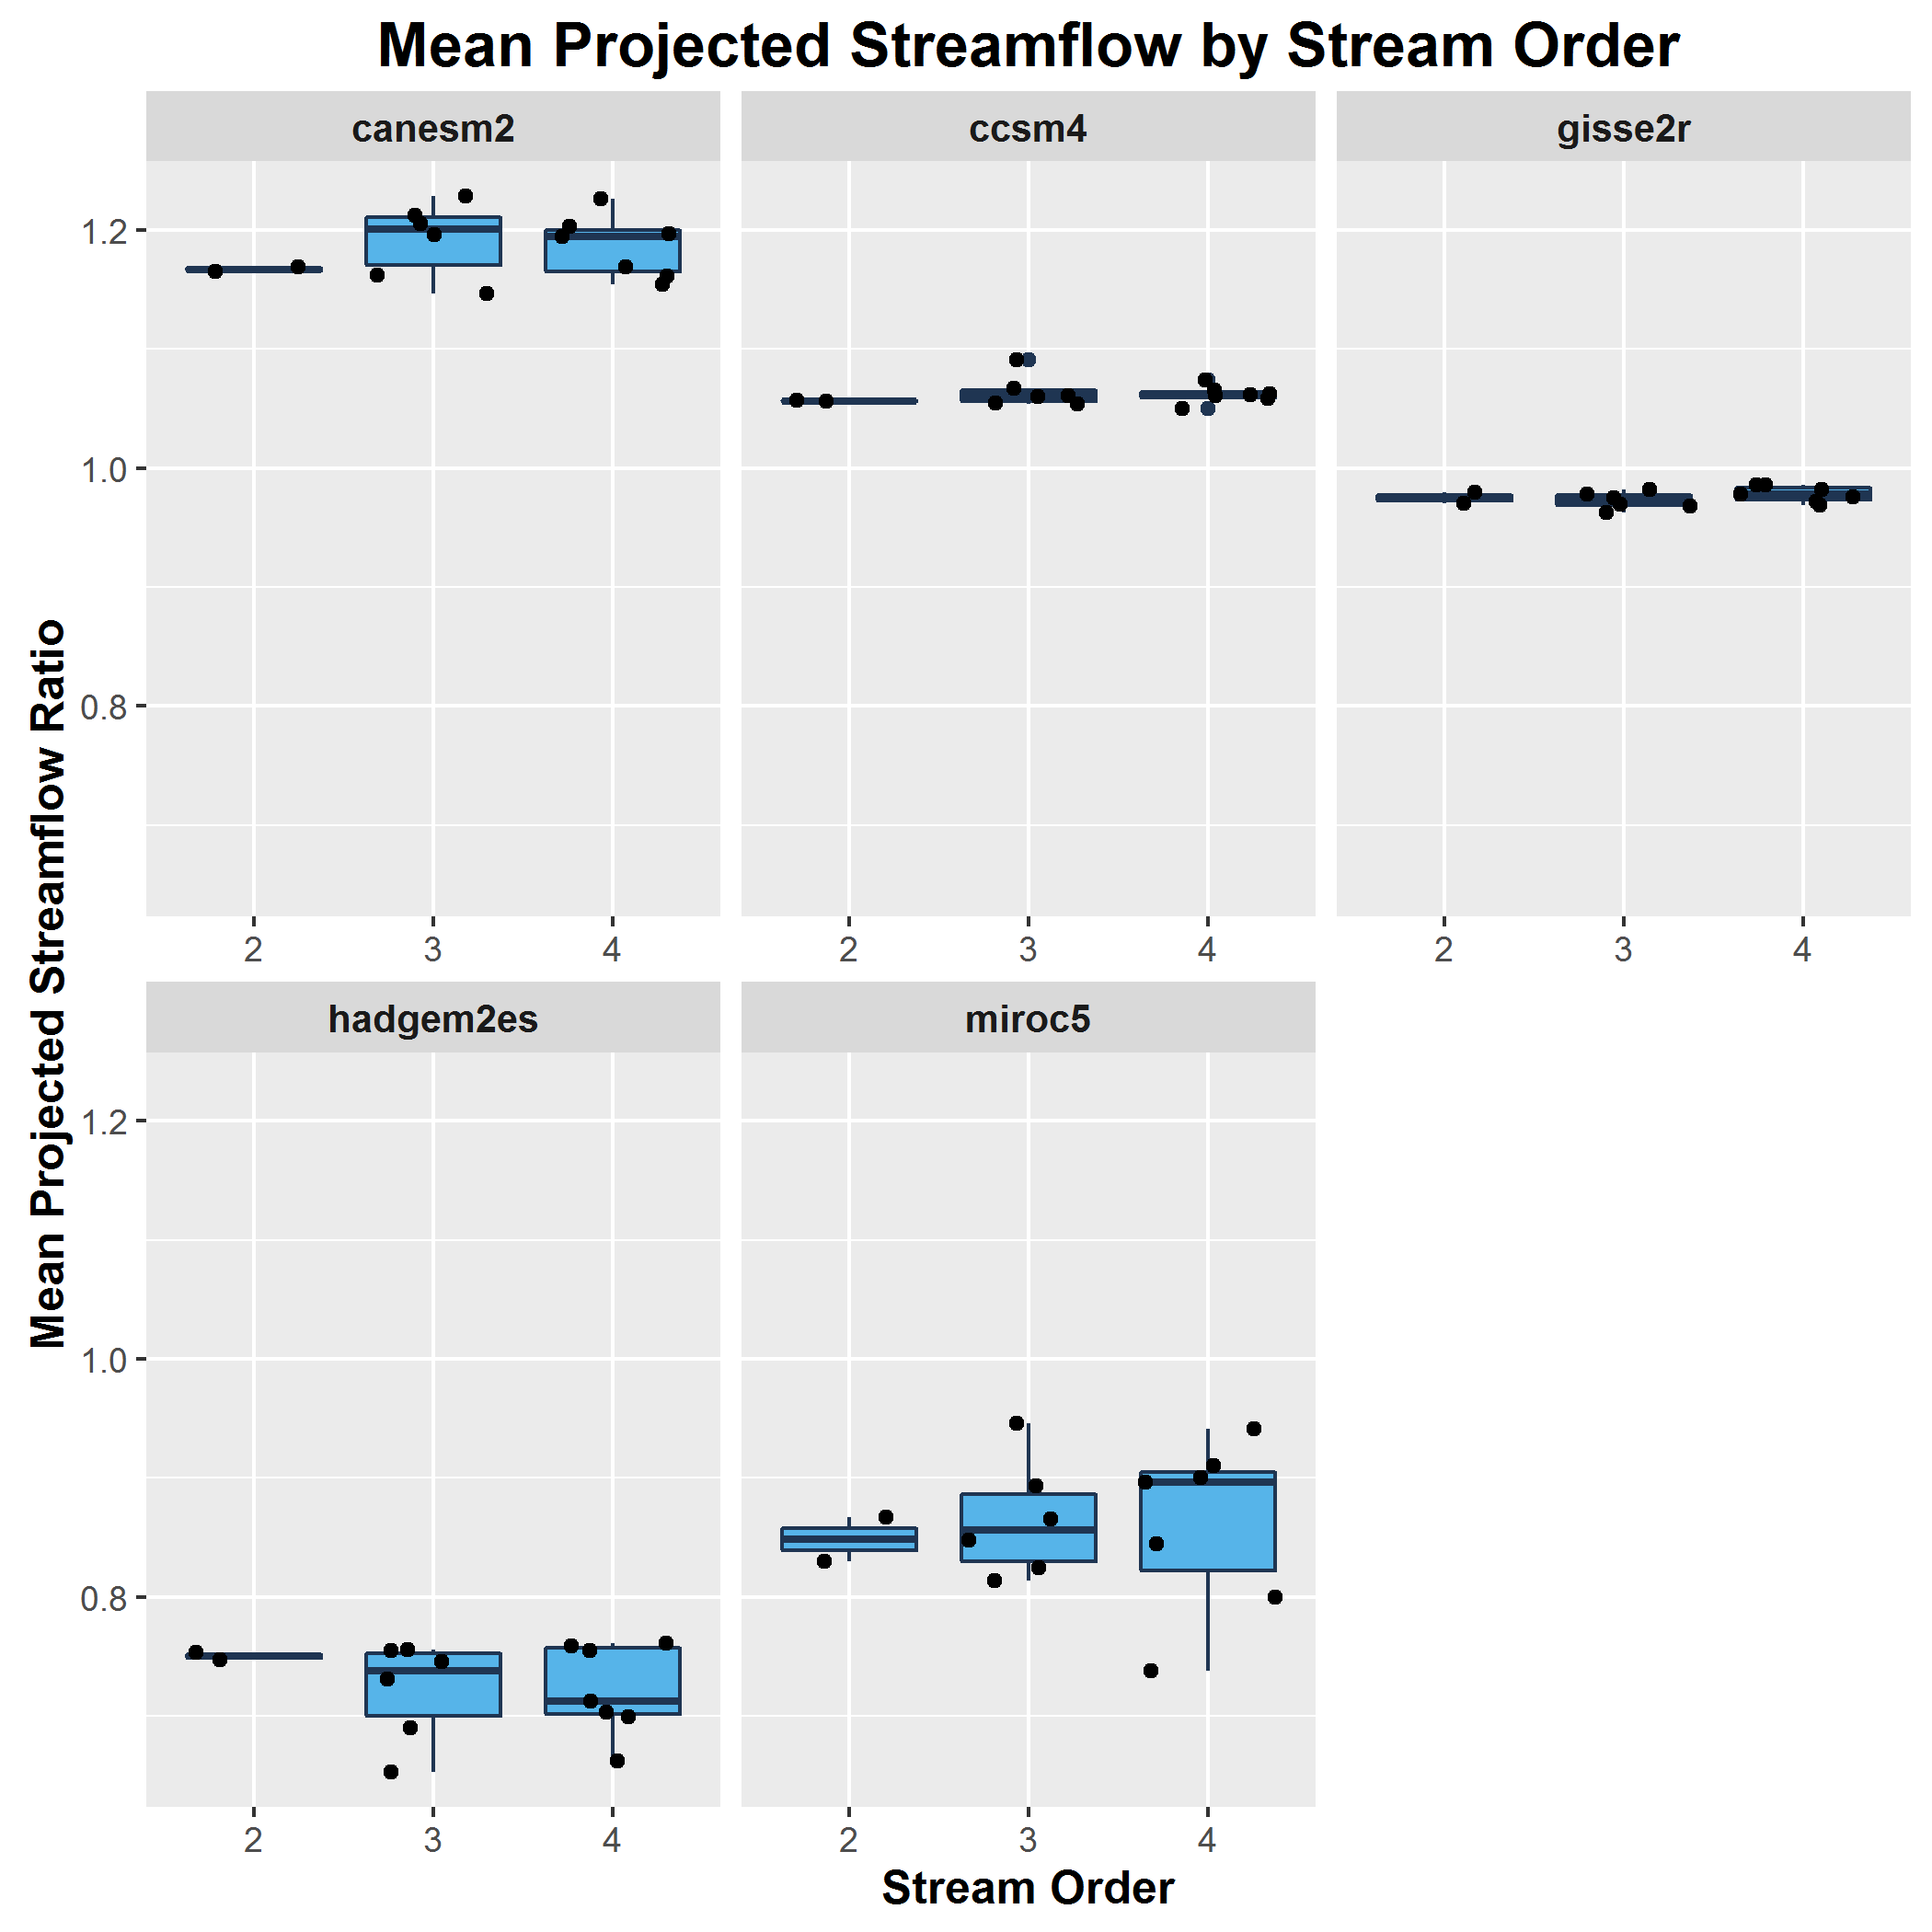 Mean Projected Streamflow by Stream Order
canesm2 ccsm4 gisse2r
1.2
1.0
0.8
2 3 4 2 3 4 2 3 4
Mean Projected Streamflow Ratio
hadgem2es miroc5
1.2
1.0
0.8
2 3 4 2 3 4
Stream Order